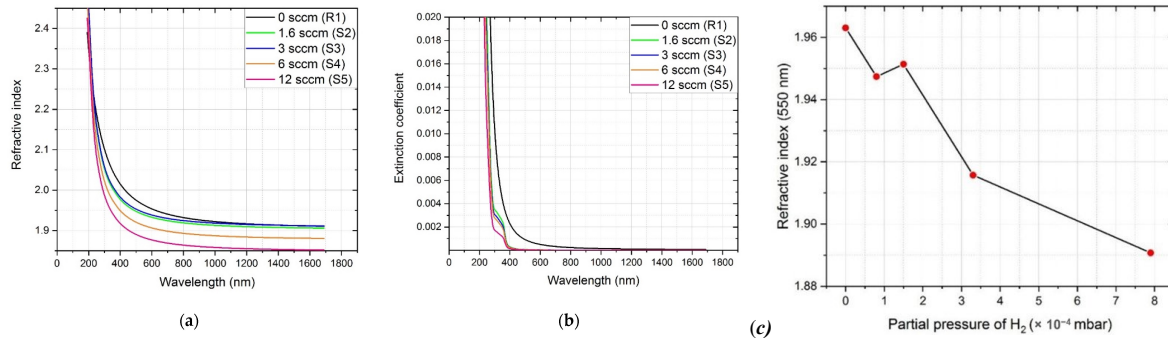 2.4
2.3
2.2
2.1
2.0
1.9
0 200 400 600 800 1000 1200 1400 1600 1800
Refractive index
Wavelength (nm)
0 sccm (R1)
1.6 sccm (S2)
3 sccm (S3)
6 sccm (S4)
12 sccm (S5)
(a)
0.020
0.018
0.016
0.014
0.012
0.010
0.008
0.006
0.004
0.002
0 200 400 600 800 1000 1200 1400 1600 1800
Extinction coefficient
Wavelength (nm)
0 sccm (R1)
1.6 sccm (S2)
3 sccm (S3)
6 sccm (S4)
12 sccm (S5)
(b)
1.96
1.94
1.92
1.90
1.88
0 1 2 3 4 5 6 7 8
Refractive index (550 nm)
Partial pressure of H₂ (× 10⁻⁴ mbar)
(c)